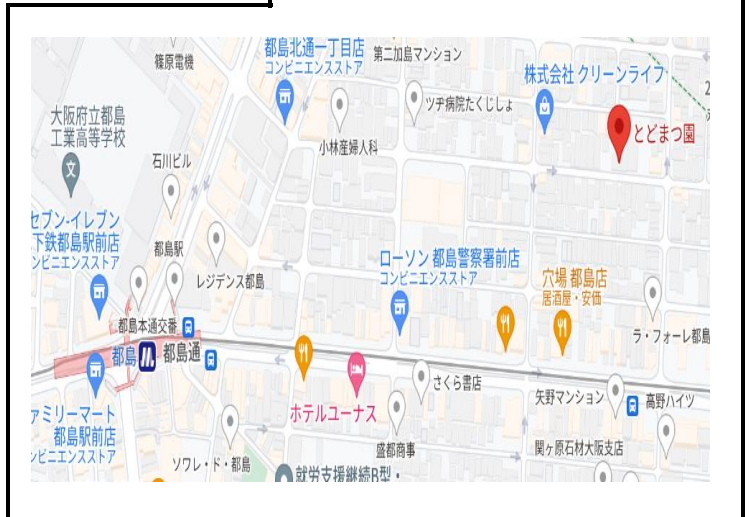 都島北通一丁目店
コンビニエンスストア
第二加島マンション
篠原電機
株式会社 クリーンライフ
ツヂ病院たくじしょ
大阪府立都島
工業高等学校
とどまつ園
小林産婦人科
石川ビル
セブン-イレブン
下鉄都島駅前店
ンビニエンスストア
都島駅
レジデンス都島
ローソン 都島警察署前店
コンビニエンスストア
穴場 都島店
居酒屋・安価
都島本通交番
ラ・フォーレ都島
都島
都島通
さくら書店
ホテルユーナス
矢野マンション
高野ハイツ
ァミリーマート
都島駅前店
ンビニエンスストア
盛都商事
関ヶ原石材大阪支店
ソワレ・ド・都島
就労支援継続B型・